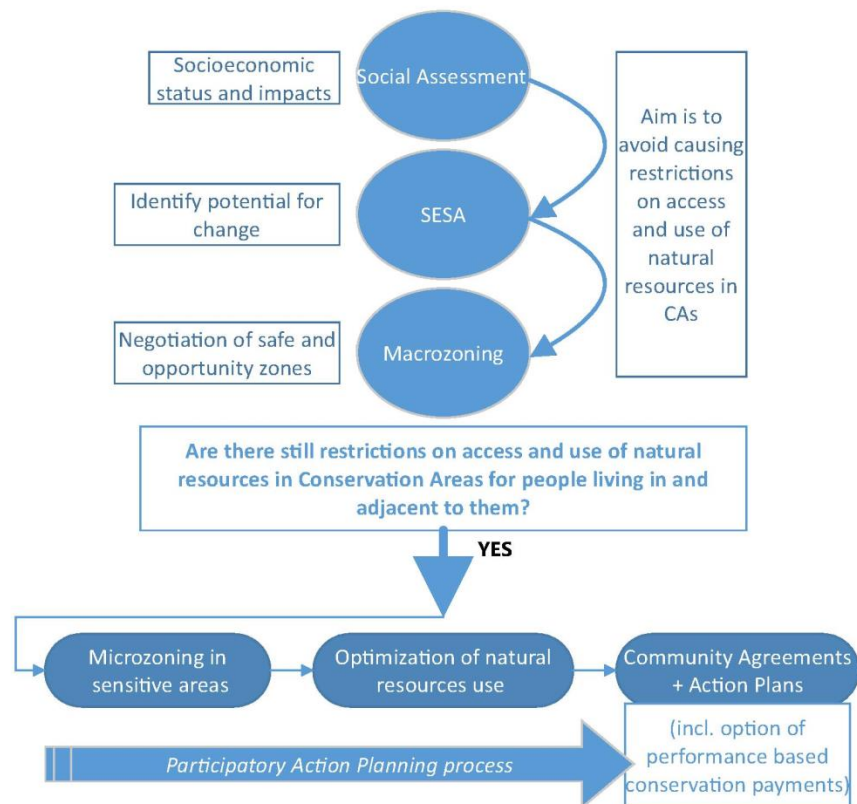 Socioeconomic
status and impacts
Social Assessment
Aim is to
avoid causing
restrictions
on access
and use of
natural
resources in
CAs
Identify potential for
change
SESA
Negotiation of safe and
opportunity zones
Macrozoning
Are there still restrictions on access and use of natural
resources in Conservation Areas for people living in and
adjacent to them?
YES
Microzoning in
sensitive areas
Optimization of natural
resources use
Community Agreements
+ Action Plans
(incl. option of
performance based
conservation payments)
Participatory Action Planning process